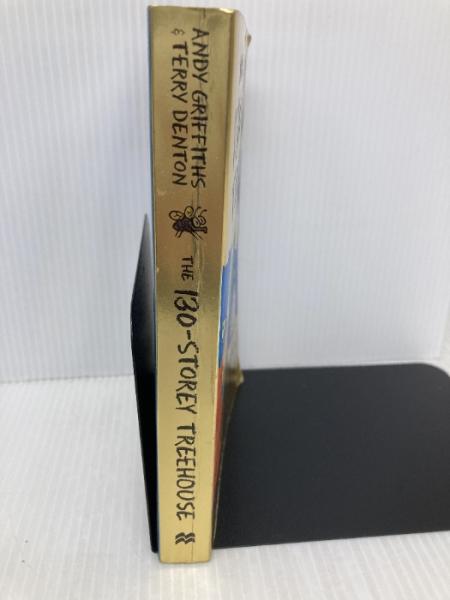 ANDY GRIFFITHS
& TERRY DENTON
THE 130-STOREY TREEHOUSE